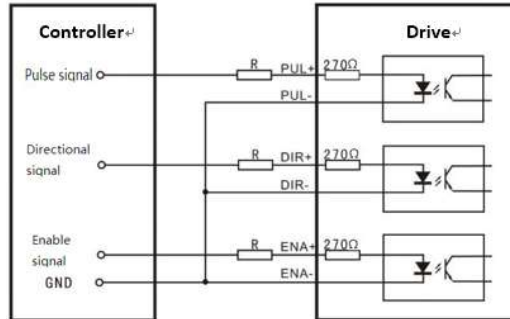 Controller↵ Drive↵
Pulse signal R PUL+ 270Ω
PUL-
Directional
signal R DIR+ 270Ω
DIR-
Enable
signal R ENA+ 270Ω
GND ENA-